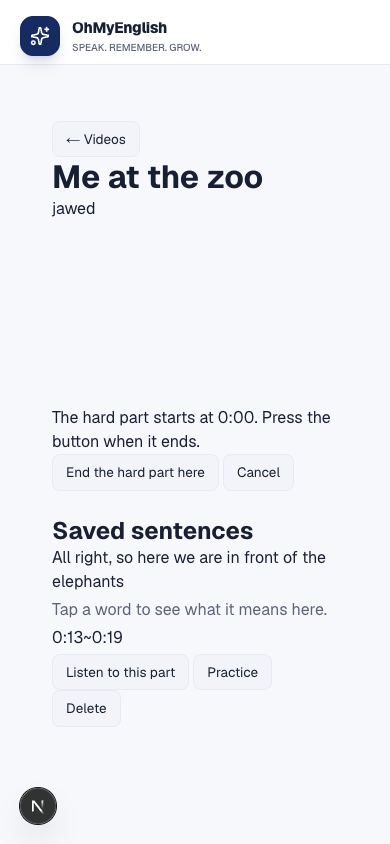 OhMyEnglish
SPEAK. REMEMBER. GROW.
← Videos
Me at the zoo
jawed
The hard part starts at 0:00. Press the
button when it ends.
End the hard part here
Cancel
Saved sentences
All right, so here we are in front of the
elephants
Tap a word to see what it means here.
0:13~0:19
Listen to this part
Practice
Delete
N